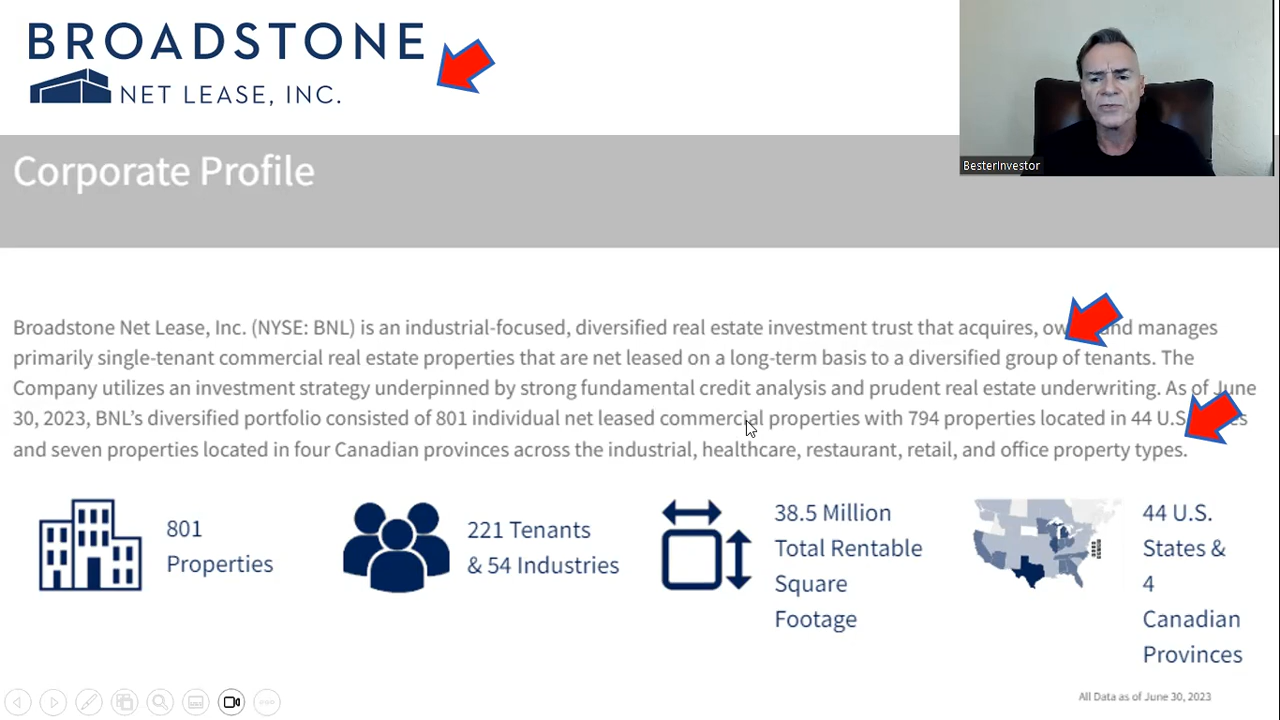 BROADSTONE
NET LEASE, INC.
BesterInvestor
Corporate Profile
Broadstone Net Lease, Inc. (NYSE: BNL) is an industrial-focused, diversified real estate investment trust that acquires, and manages
primarily single-tenant commercial real estate properties that are net leased on a long-term basis to a diversified group of tenants. The
Company utilizes an investment strategy underpinned by strong fundamental credit analysis and prudent real estate underwriting. As of June
30, 2023, BNL's diversified portfolio consisted of 801 individual net leased commercial properties with 794 properties located in 44 U.S.
and seven properties located in four Canadian provinces across the industrial, healthcare, restaurant, retail, and office property types.
801
Properties
221 Tenants
& 54 Industries
38.5 Million
Total Rentable
Square
Footage
44 U.S.
States &
4
Canadian
Provinces
All Data as of June 30, 2023